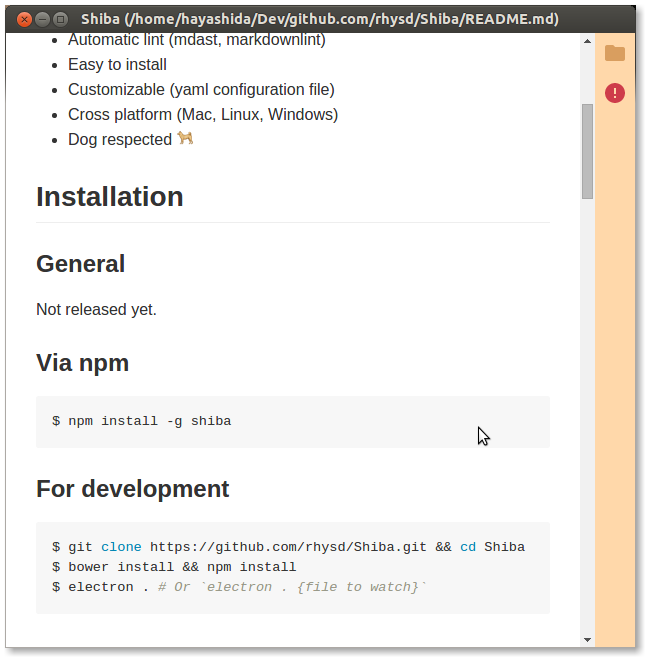 Shiba (/home/hayashida/Dev/github.com/rhysd/Shiba/README.md)
Automatic lint (mdast, markdownlint)
Easy to install
Customizable (yaml configuration file)
Cross platform (Mac, Linux, Windows)
Dog respected 🐕
Installation
General
Not released yet.
Via npm
$ npm install -g shiba
For development
$ git clone https://github.com/rhysd/Shiba.git && cd Shiba
$ bower install && npm install
$ electron . # Or `electron . {file to watch}`